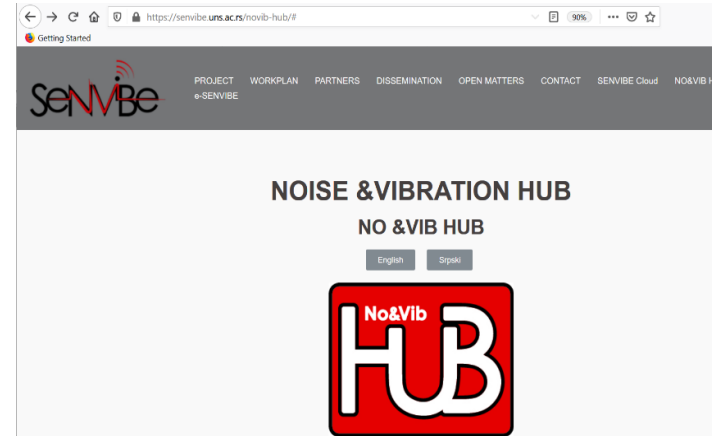 https://senvibe.uns.ac.rs/novib-hub/#
90%
Getting Started
SENVIBE
PROJECT WORKPLAN PARTNERS DISSEMINATION OPEN MATTERS CONTACT SENVIBE Cloud NO&VIB H
e-SENVIBE
NOISE &VIBRATION HUB
NO &VIB HUB
English Srpski
No&Vib
HUB